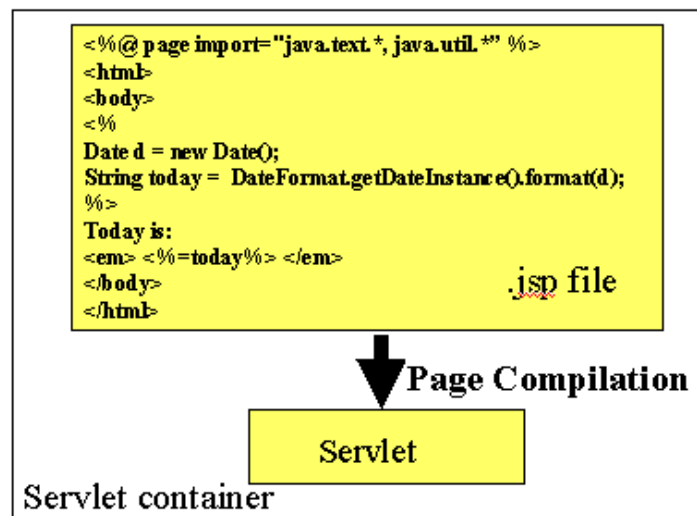 <%@ page import="java.text.*, java.util.*” %>
<html>
<body>
<%
Date d = new Date();
String today = DateFormat.getDateInstance().format(d);
%>
Today is:
<em> <%=today%> </em>
</body>
</html>
.jsp file
Page Compilation
Servlet
Servlet container